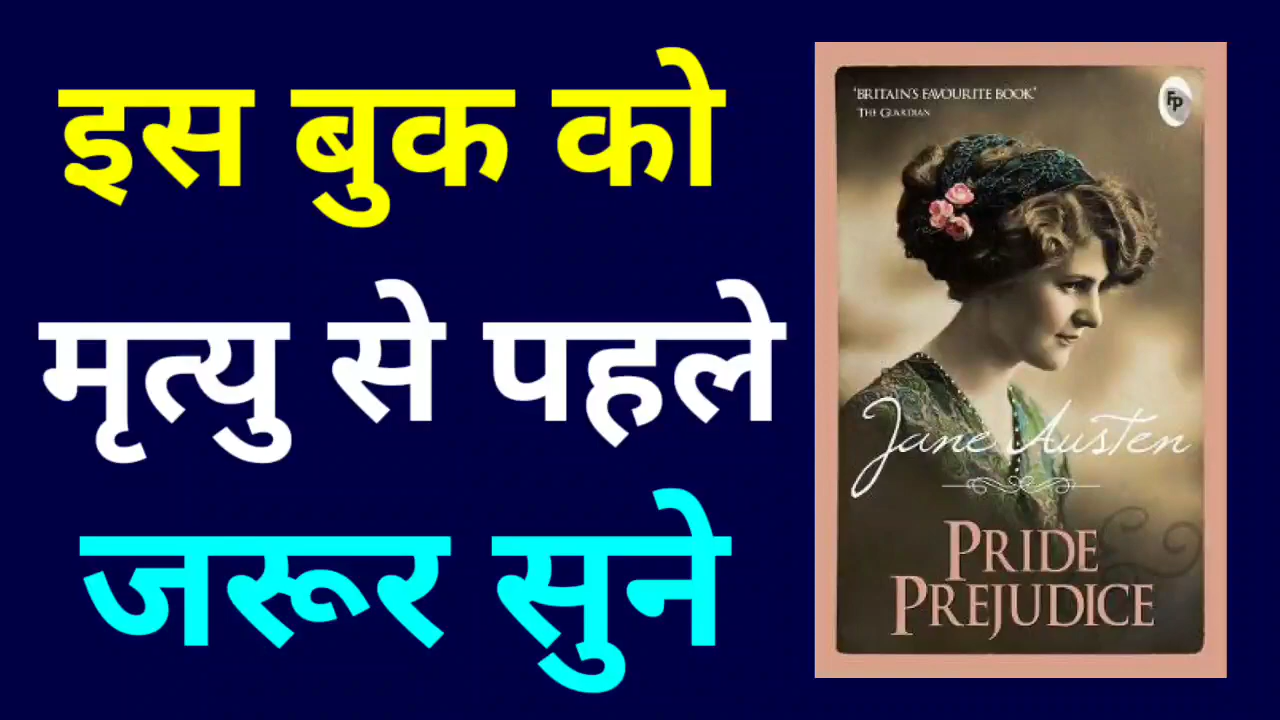 इस बुक को
मृत्यु से पहले
जरूर सुने
'BRITAIN'S FAVOURITE BOOK'
THE GUARDIAN
FP
Jane Austen
PRIDE &
PREJUDICE